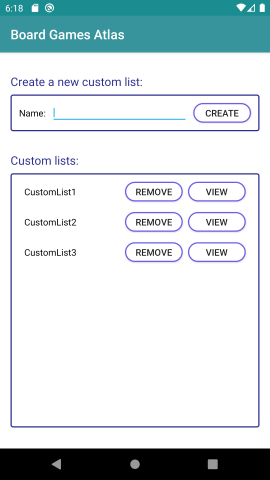 6:18
Board Games Atlas
Create a new custom list:
Name: CREATE
Custom lists:
CustomList1 REMOVE VIEW
CustomList2 REMOVE VIEW
CustomList3 REMOVE VIEW